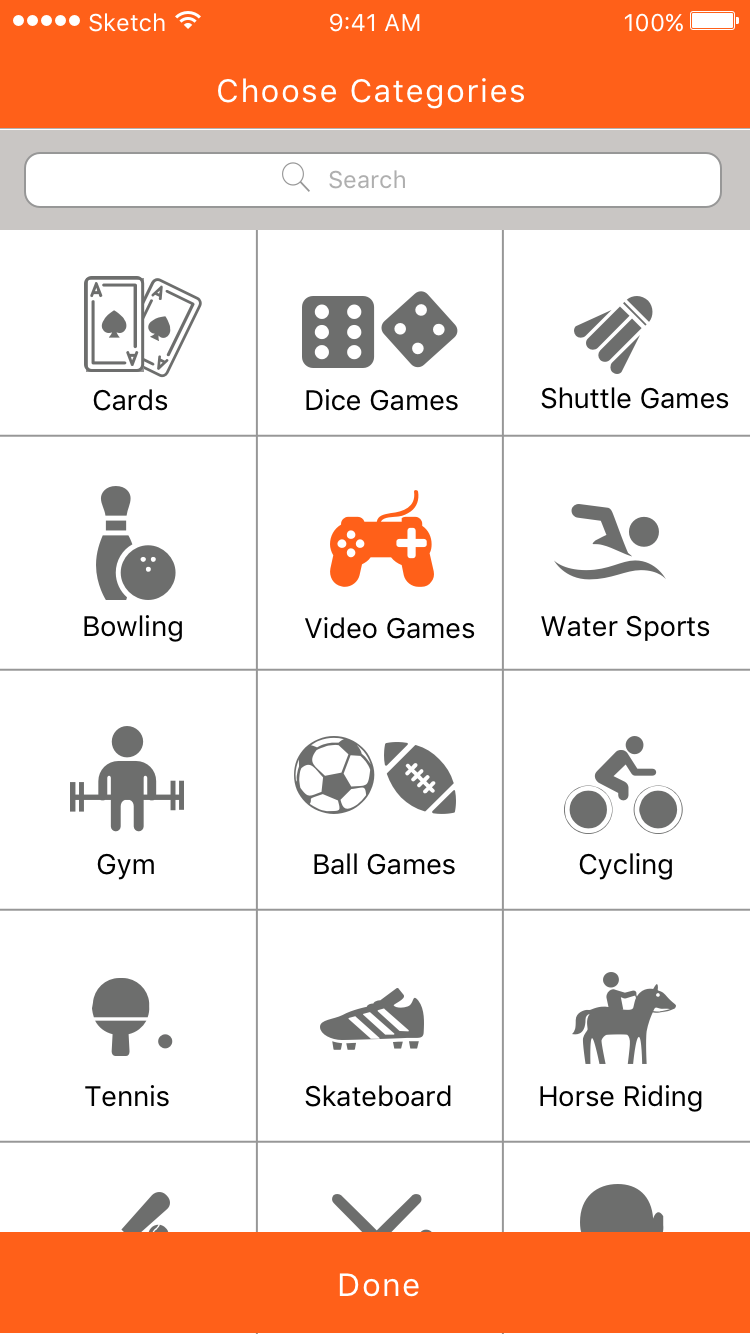 Sketch 9:41 AM 100%
Choose Categories
Search
A A A A
Cards Dice Games Shuttle Games
Bowling Video Games Water Sports
Gym Ball Games Cycling
Tennis Skateboard Horse Riding
Done